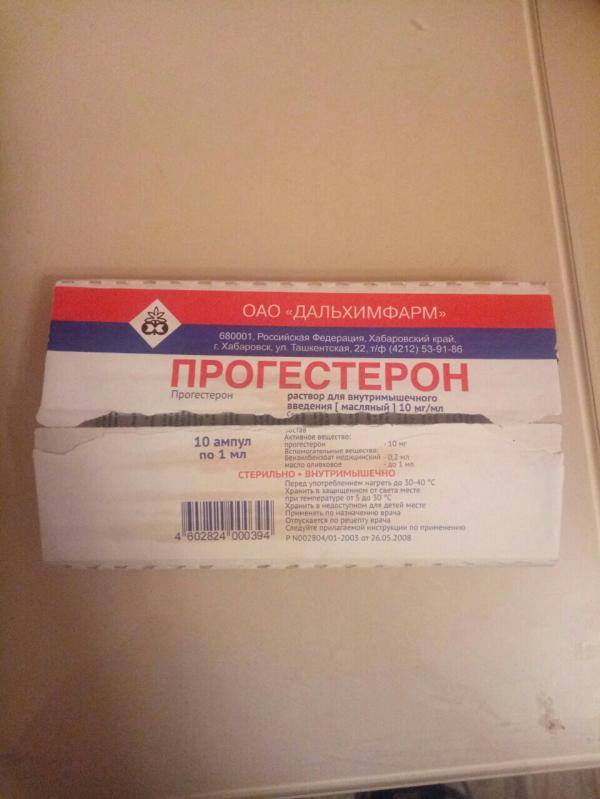 ОАО «ДАЛЬХИМФАРМ»
680001, Российская Федерация, Хабаровский край,
г. Хабаровск, ул. Ташкентская, 22, т/ф (4212) 53-91-86
ПРОГЕСТЕРОН
Прогестерон
раствор для внутримышечного
введения [ масляный ] 10 мг/мл
10 ампул
по 1 мл
Состав
Активное вещество:
прогестерон - 10 мг
Вспомогательные вещества:
бензилбензоат медицинский - 0,2 мл
масло оливковое - до 1 мл
СТЕРИЛЬНО • ВНУТРИМЫШЕЧНО
Перед употреблением нагреть до 30-40 °C
Хранить в защищенном от света месте
при температуре от 5 до 30 °C
Хранить в недоступном для детей месте
Применять по назначению врача
Отпускается по рецепту врача
Следуйте прилагаемой инструкции по применению
Р N002804/01-2003 от 26.05.2008
4 602824 000394